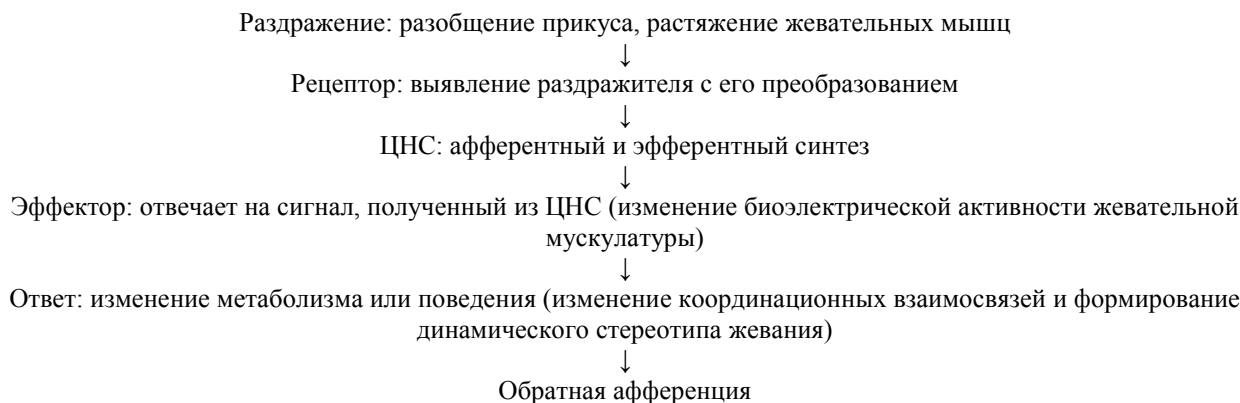 Раздражение: разобщение прикуса, растяжение жевательных мышц
↓
Рецептор: выявление раздражителя с его преобразованием
↓
ЦНС: афферентный и эфферентный синтез
↓
Эффектор: отвечает на сигнал, полученный из ЦНС (изменение биоэлектрической активности жевательной
мускулатуры)
↓
Ответ: изменение метаболизма или поведения (изменение координационных взаимосвязей и формирование
динамического стереотипа жевания)
↓
Обратная афференция